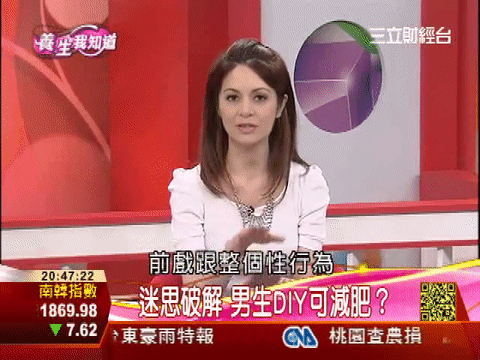 養生我知道
三立財經台
前戲跟整個性行為
迷思破解 男生DIY可減肥？
20:47:22
南韓指數
1869.98
▼7.62
台東豪雨特報
CNA
桃園查農損